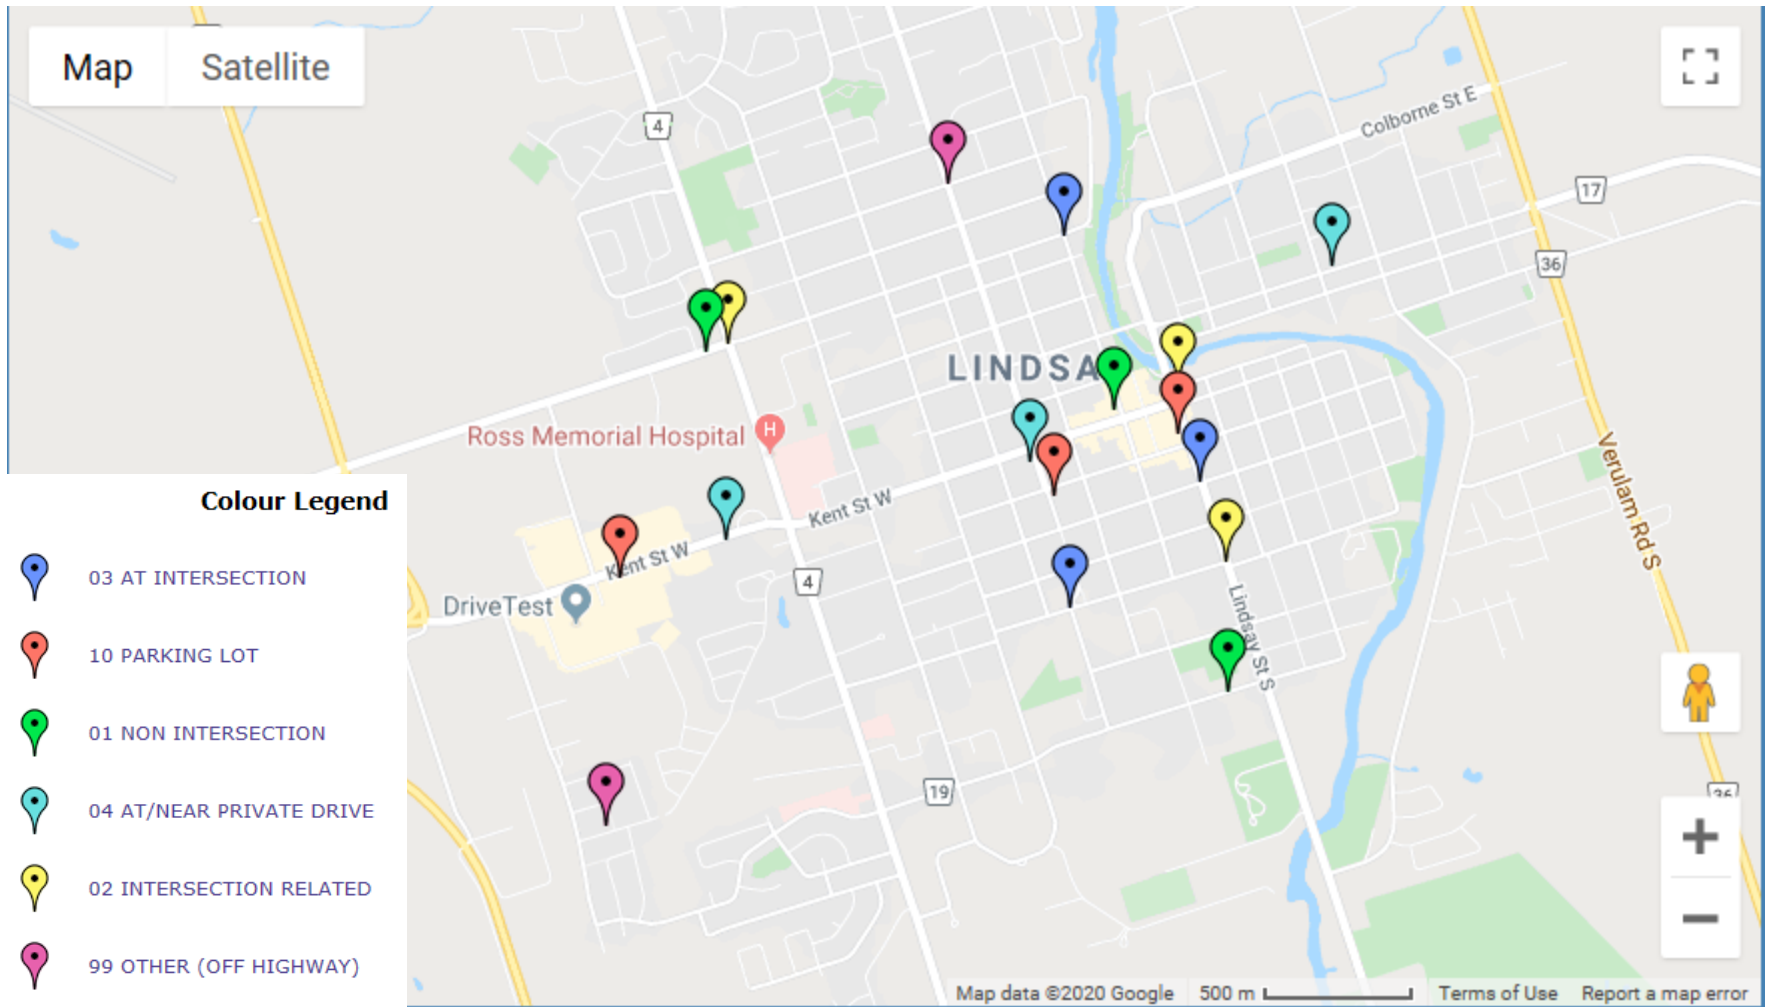 Map
Satellite
4
Colborne St E
17
36
LINDSA
Ross Memorial Hospital
H
Kent St W
Kent St W
DriveTest
4
Verulam Rd S
Lindsay St S
19
36
Colour Legend
03 AT INTERSECTION
10 PARKING LOT
01 NON INTERSECTION
04 AT/NEAR PRIVATE DRIVE
02 INTERSECTION RELATED
99 OTHER (OFF HIGHWAY)
Map data ©2020 Google
500 m
Terms of Use
Report a map error